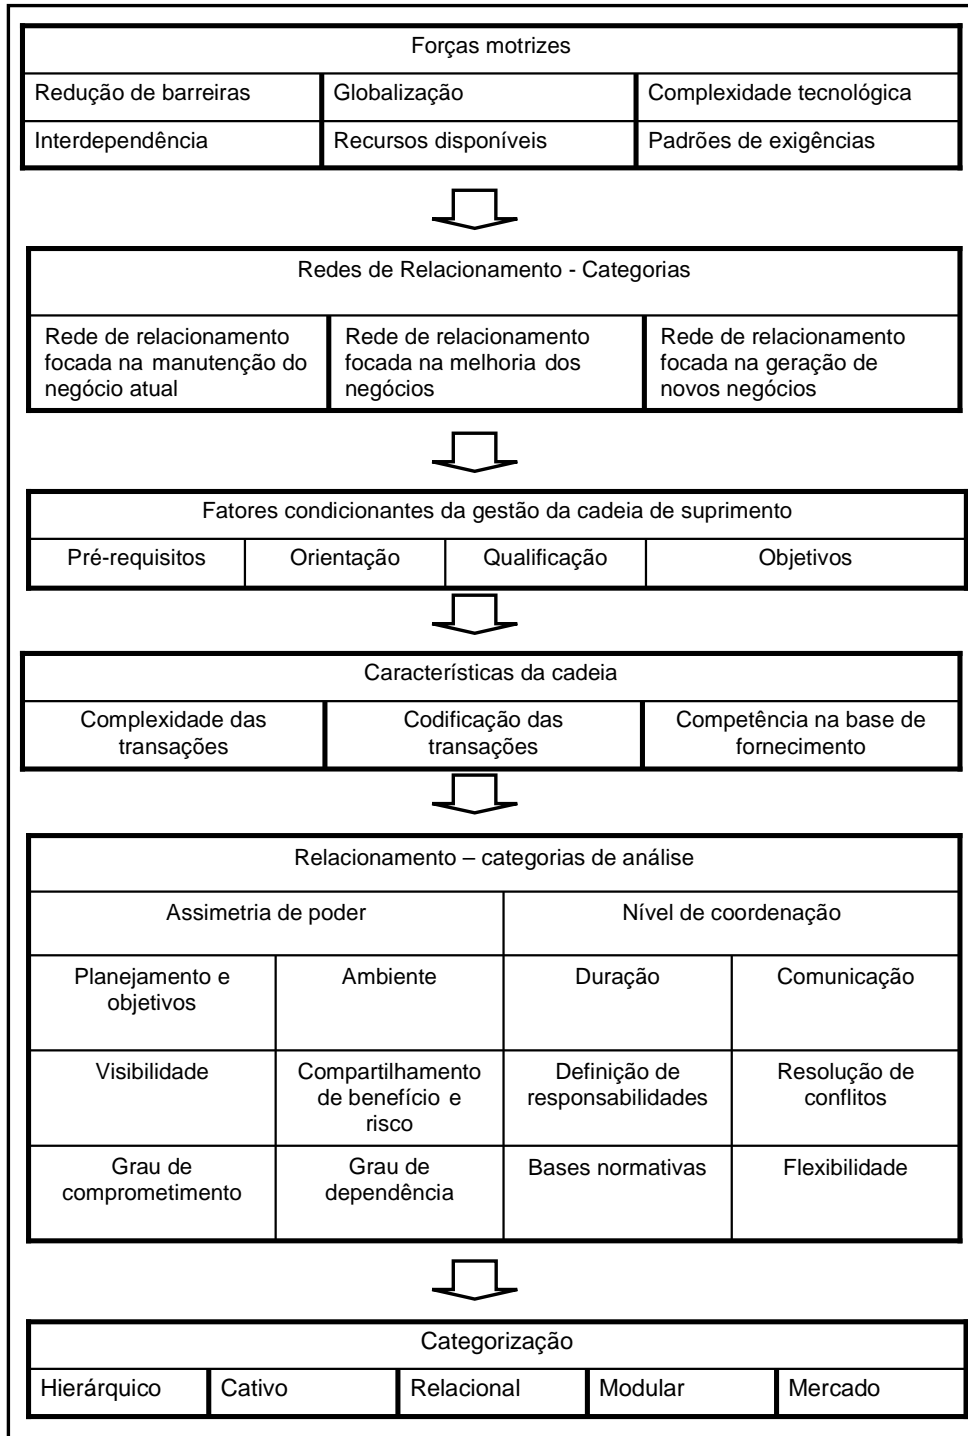 Forças motrizes
Redução de barreiras
Globalização
Complexidade tecnológica
Interdependência
Recursos disponíveis
Padrões de exigências
Redes de Relacionamento - Categorias
Rede de relacionamento
focada na manutenção do
negócio atual
Rede de relacionamento
focada na melhoria dos
negócios
Rede de relacionamento
focada na geração de
novos negócios
Fatores condicionantes da gestão da cadeia de suprimento
Pré-requisitos
Orientação
Qualificação
Objetivos
Características da cadeia
Complexidade das
transações
Codificação das
transações
Competência na base de
fornecimento
Relacionamento – categorias de análise
Assimetria de poder
Nível de coordenação
Planejamento e
objetivos
Ambiente
Duração
Comunicação
Visibilidade
Compartilhamento
de benefício e
risco
Definição de
responsabilidades
Resolução de
conflitos
Grau de
comprometimento
Grau de
dependência
Bases normativas
Flexibilidade
Categorização
Hierárquico
Cativo
Relacional
Modular
Mercado